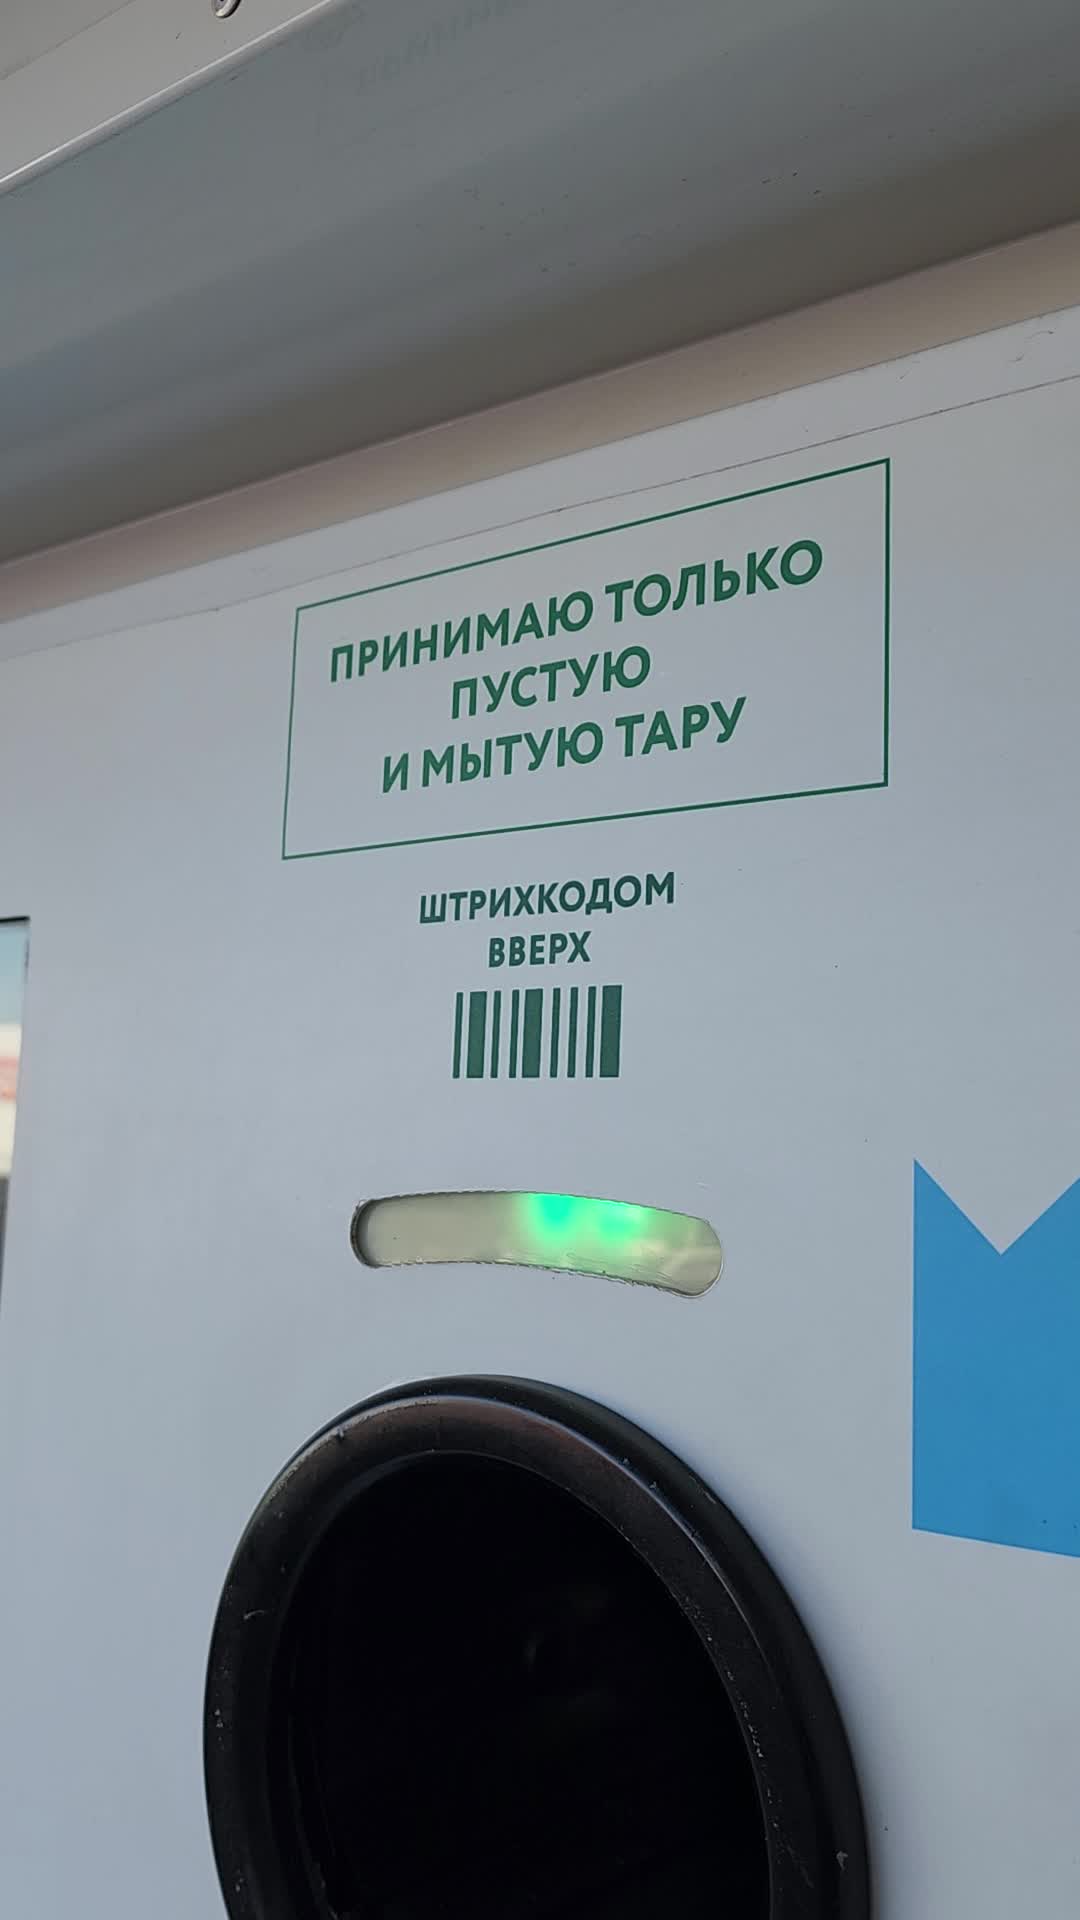 ПРИНИМАЮ ТОЛЬКО
ПУСТУЮ
И МЫТУЮ ТАРУ
ШТРИХКОДОМ
ВВЕРХ